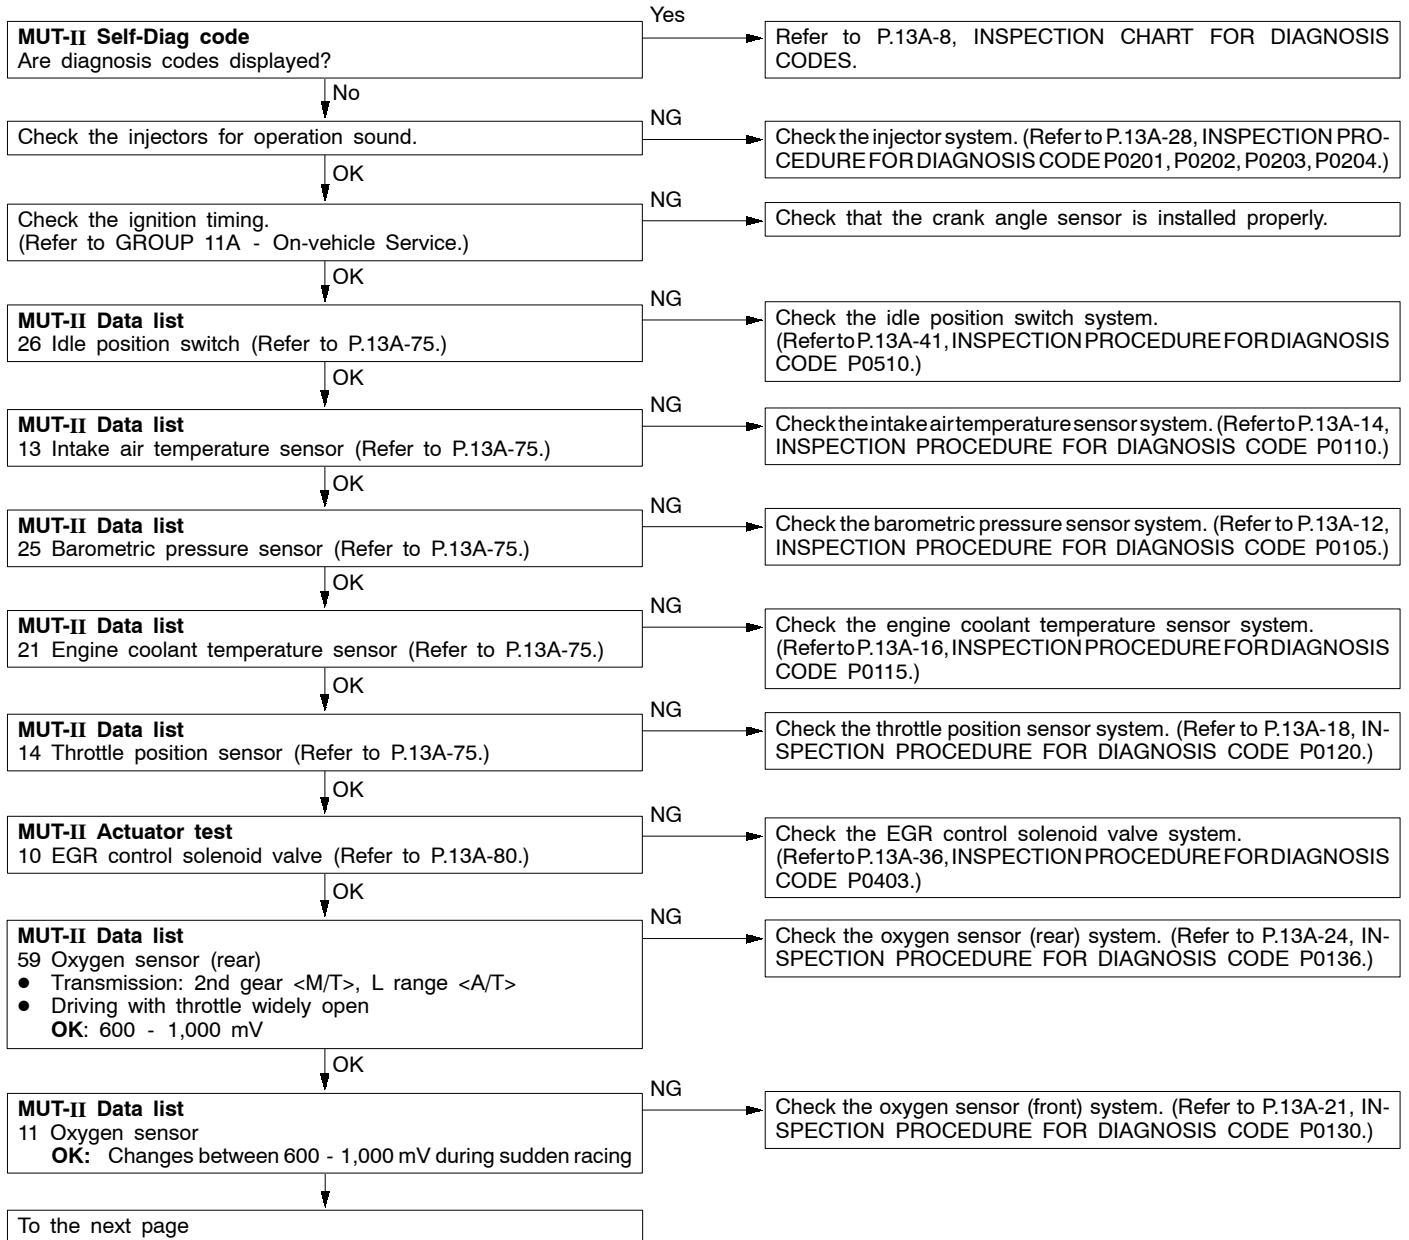 Yes
MUT-II Self-Diag code
Are diagnosis codes displayed?
Refer to P.13A-8, INSPECTION CHART FOR DIAGNOSIS
CODES.
No
Check the injectors for operation sound.
NG
Check the injector system. (Refer to P.13A-28, INSPECTION PRO-
CEDURE FOR DIAGNOSIS CODE P0201, P0202, P0203, P0204.)
OK
Check the ignition timing.
(Refer to GROUP 11A - On-vehicle Service.)
NG
Check that the crank angle sensor is installed properly.
OK
MUT-II Data list
26 Idle position switch (Refer to P.13A-75.)
NG
Check the idle position switch system.
(Refer to P.13A-41, INSPECTION PROCEDURE FOR DIAGNOSIS
CODE P0510.)
OK
MUT-II Data list
13 Intake air temperature sensor (Refer to P.13A-75.)
NG
Check the intake air temperature sensor system. (Refer to P.13A-14,
INSPECTION PROCEDURE FOR DIAGNOSIS CODE P0110.)
OK
MUT-II Data list
25 Barometric pressure sensor (Refer to P.13A-75.)
NG
Check the barometric pressure sensor system. (Refer to P.13A-12,
INSPECTION PROCEDURE FOR DIAGNOSIS CODE P0105.)
OK
MUT-II Data list
21 Engine coolant temperature sensor (Refer to P.13A-75.)
NG
Check the engine coolant temperature sensor system.
(Refer to P.13A-16, INSPECTION PROCEDURE FOR DIAGNOSIS
CODE P0115.)
OK
MUT-II Data list
14 Throttle position sensor (Refer to P.13A-75.)
NG
Check the throttle position sensor system. (Refer to P.13A-18, IN-
SPECTION PROCEDURE FOR DIAGNOSIS CODE P0120.)
OK
MUT-II Actuator test
10 EGR control solenoid valve (Refer to P.13A-80.)
NG
Check the EGR control solenoid valve system.
(Refer to P.13A-36, INSPECTION PROCEDURE FOR DIAGNOSIS
CODE P0403.)
OK
MUT-II Data list
59 Oxygen sensor (rear)
● Transmission: 2nd gear <M/T>, L range <A/T>
● Driving with throttle widely open
OK: 600 - 1,000 mV
NG
Check the oxygen sensor (rear) system. (Refer to P.13A-24, IN-
SPECTION PROCEDURE FOR DIAGNOSIS CODE P0136.)
OK
MUT-II Data list
11 Oxygen sensor
OK: Changes between 600 - 1,000 mV during sudden racing
NG
Check the oxygen sensor (front) system. (Refer to P.13A-21, IN-
SPECTION PROCEDURE FOR DIAGNOSIS CODE P0130.)
To the next page